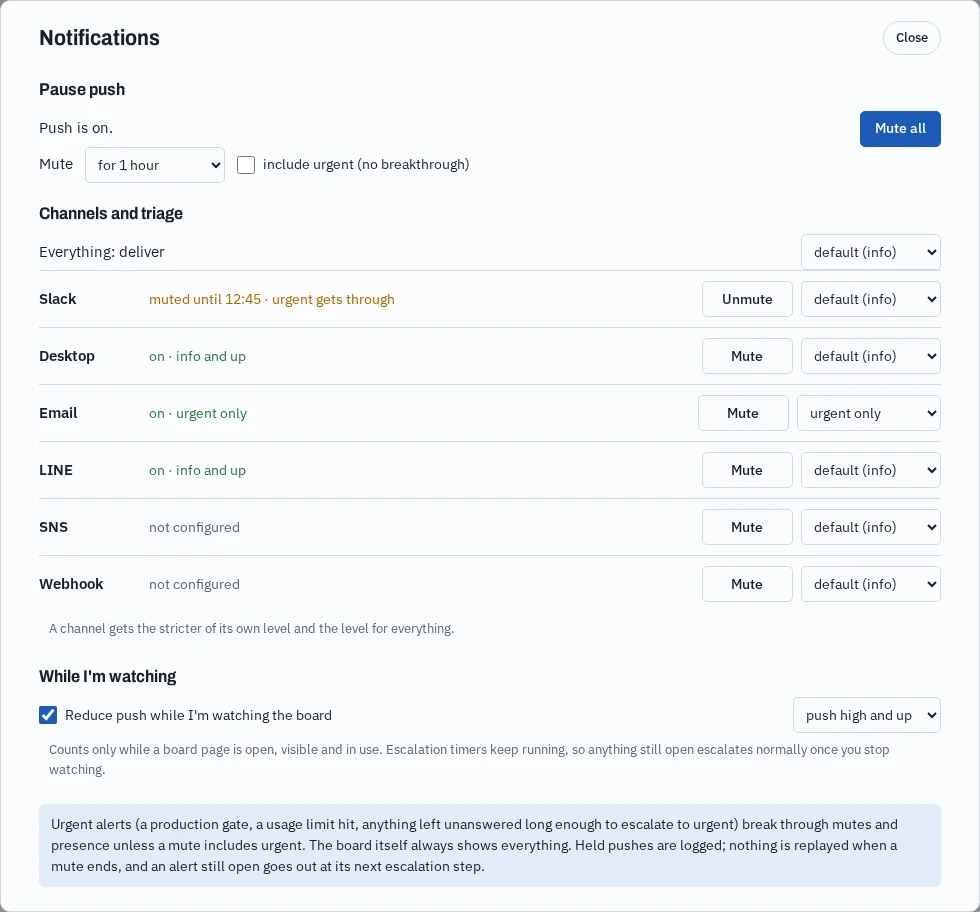 Notifications
Close
Pause push
Push is on.
Mute all
Mute for 1 hour include urgent (no breakthrough)
Channels and triage
Everything: deliver default (info)
Slack muted until 12:45 · urgent gets through Unmute default (info)
Desktop on · info and up Mute default (info)
Email on · urgent only Mute urgent only
LINE on · info and up Mute default (info)
SNS not configured Mute default (info)
Webhook not configured Mute default (info)
A channel gets the stricter of its own level and the level for everything.
While I'm watching
Reduce push while I'm watching the board push high and up
Counts only while a board page is open, visible and in use. Escalation timers keep running, so anything still open escalates normally once you stop
watching.
Urgent alerts (a production gate, a usage limit hit, anything left unanswered long enough to escalate to urgent) break through mutes and
presence unless a mute includes urgent. The board itself always shows everything. Held pushes are logged; nothing is replayed when a
mute ends, and an alert still open goes out at its next escalation step.